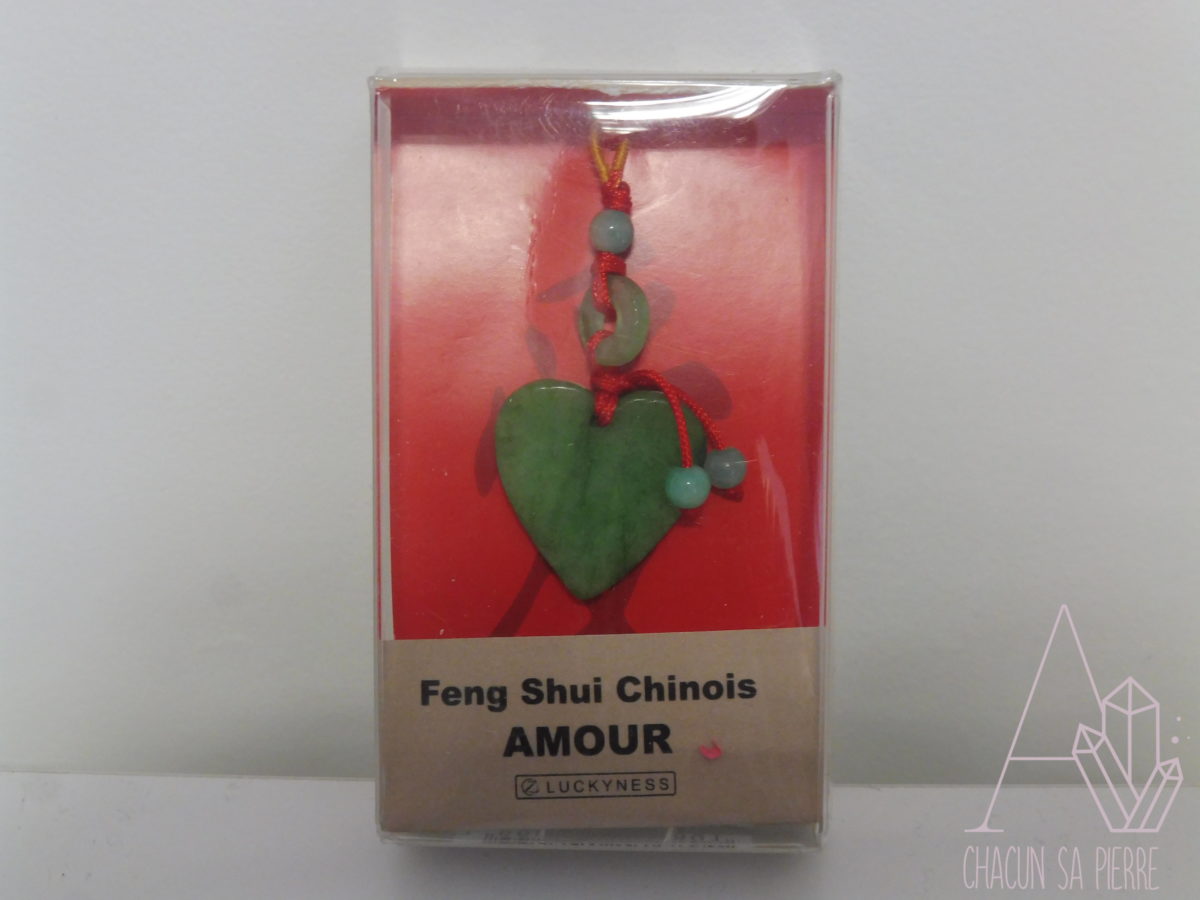 Feng Shui Chinois
AMOUR
LUCKYNESS
A
CHACUN SA PIERRE